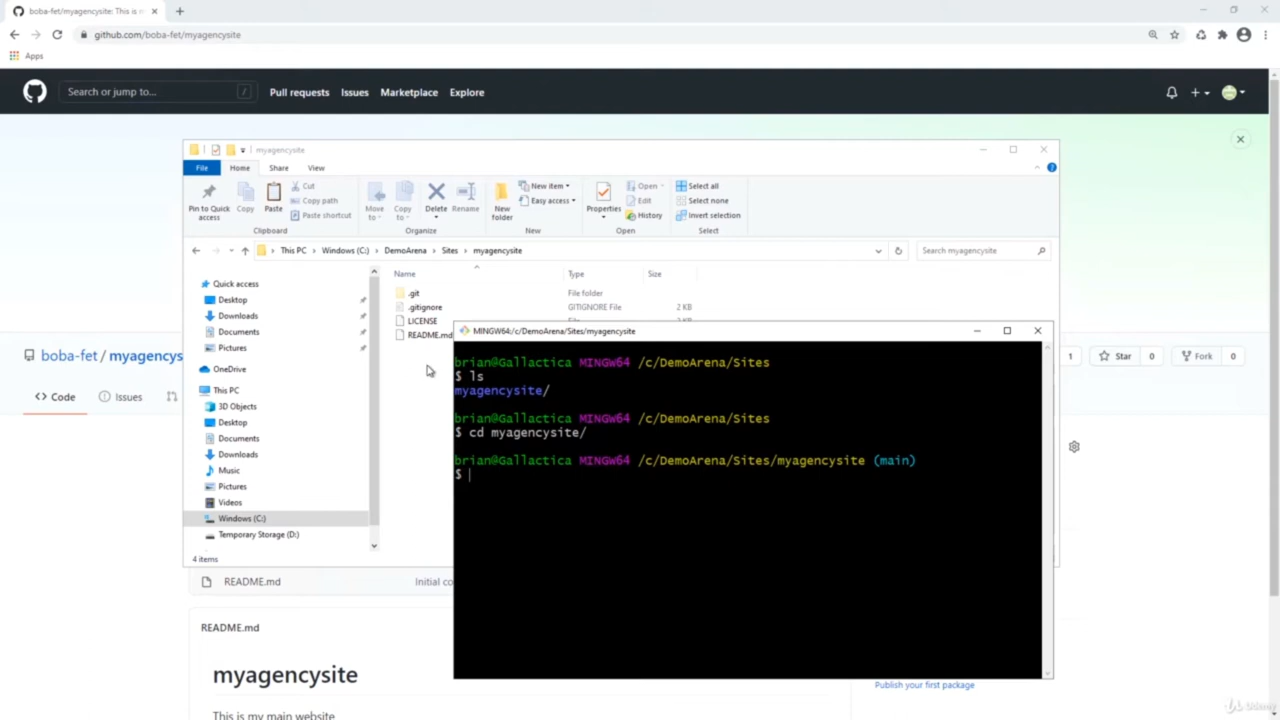 boba-fet/myagencysite: This is m
github.com/boba-fet/myagencysite
Apps
Search or jump to... /
Pull requests Issues Marketplace Explore
myagencysite
File Home Share View
Pin to Quick access
Copy
Paste
Cut
Copy path
Paste shortcut
Clipboard
Move to
Copy to
Delete
Rename
Organize
New folder
New item
Easy access
New
Properties
Open
Edit
History
Open
Select all
Select none
Invert selection
Select
This PC > Windows (C:) > DemoArena > Sites > myagencysite
Search myagencysite
Name Type Size
.git File folder
.gitignore GITIGNORE File 2 KB
LICENSE 2 KB
README.md
Quick access
Desktop
Downloads
Documents
Pictures
OneDrive
This PC
3D Objects
Desktop
Documents
Downloads
Music
Pictures
Videos
Windows (C:)
Temporary Storage (D:)
4 items
MINGW64:/c/DemoArena/Sites/myagencysite
brian@Gallactica MINGW64 /c/DemoArena/Sites
$ ls
myagencysite/
brian@Gallactica MINGW64 /c/DemoArena/Sites
$ cd myagencysite/
brian@Gallactica MINGW64 /c/DemoArena/Sites/myagencysite (main)
$
boba-fet / myagencys
1 Star 0 Fork 0
Code Issues
README.md Initial co
README.md
myagencysite
This is my main website
Publish your first package
Udemy